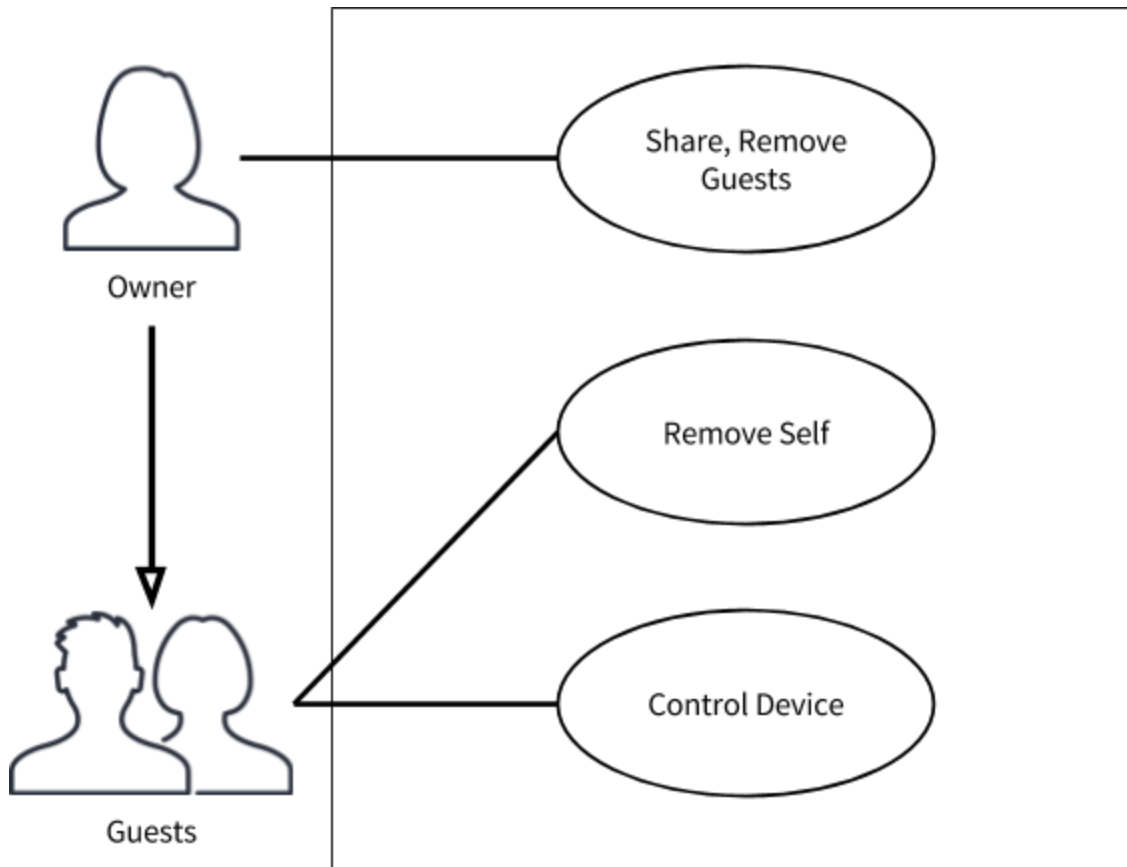 Share, Remove
Guests
Owner
Remove Self
Control Device
Guests